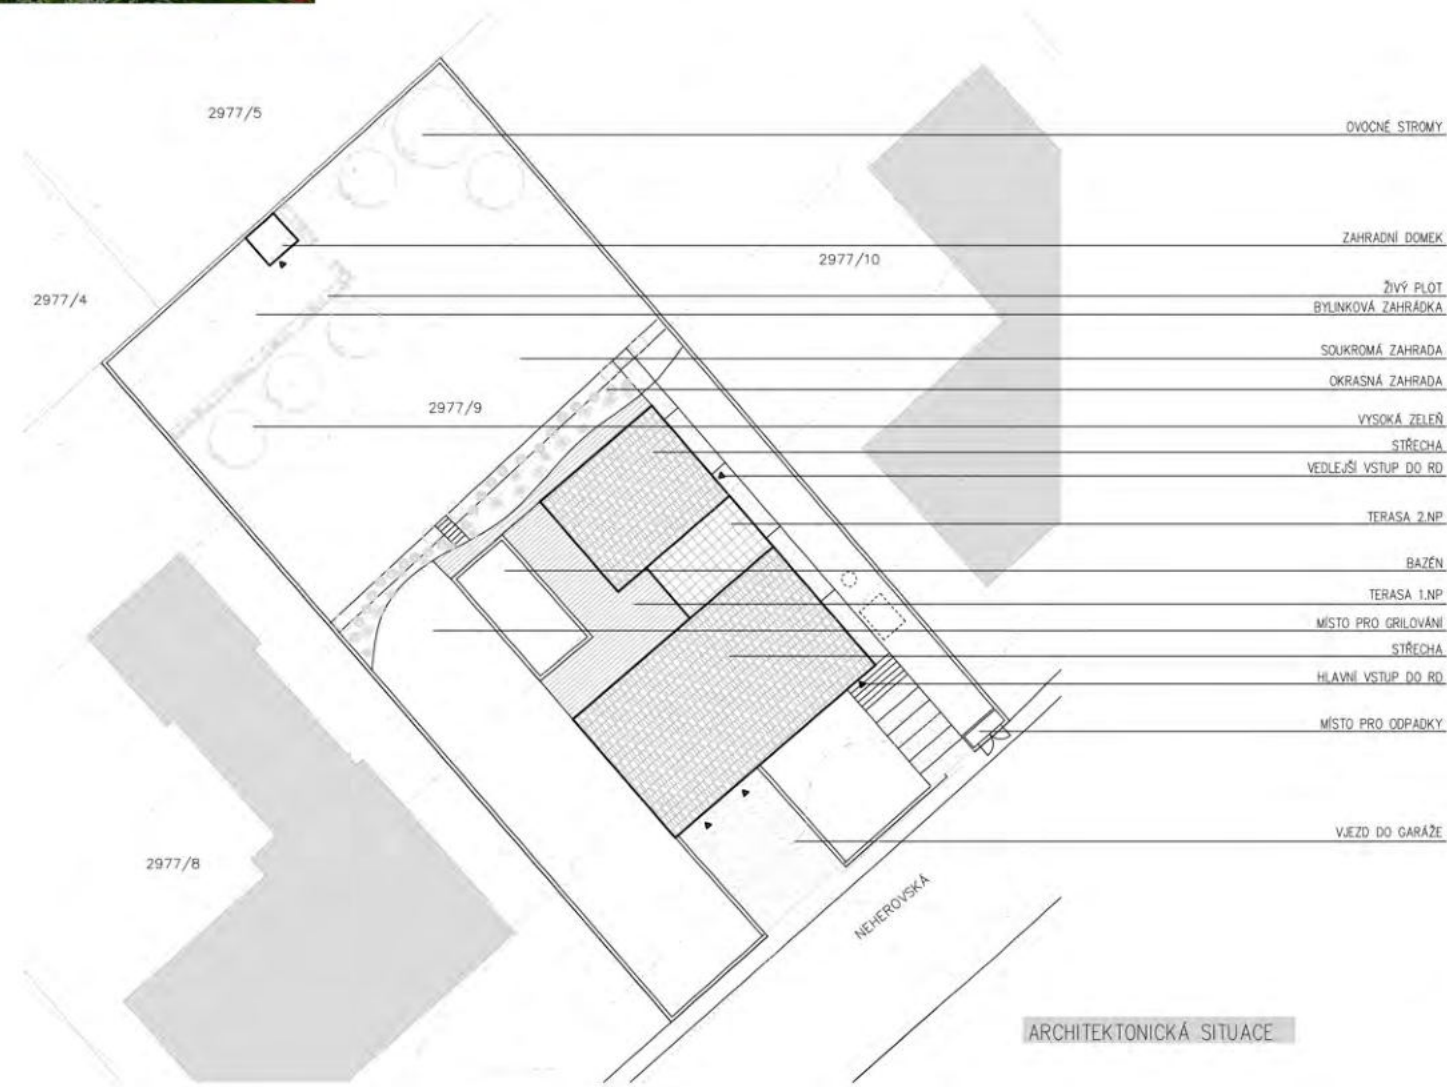 2977/5
OVOCNÉ STROMY
ZAHRADNÍ DOMEK
2977/10
2977/4
ŽIVÝ PLOT
BYLINKOVÁ ZAHRÁDKA
SOUKROMÁ ZAHRADA
OKRASNÁ ZAHRADA
2977/9
VYSOKÁ ZELEŇ
STŘECHA
VEDLEJŠÍ VSTUP DO RD
TERASA 2.NP
BAZÉN
TERASA 1.NP
MÍSTO PRO GRILOVÁNÍ
STŘECHA
HLAVNÍ VSTUP DO RD
MÍSTO PRO ODPADKY
VJEZD DO GARÁŽE
2977/8
NEHEROVSKÁ
ARCHITEKTONICKÁ SITUACE